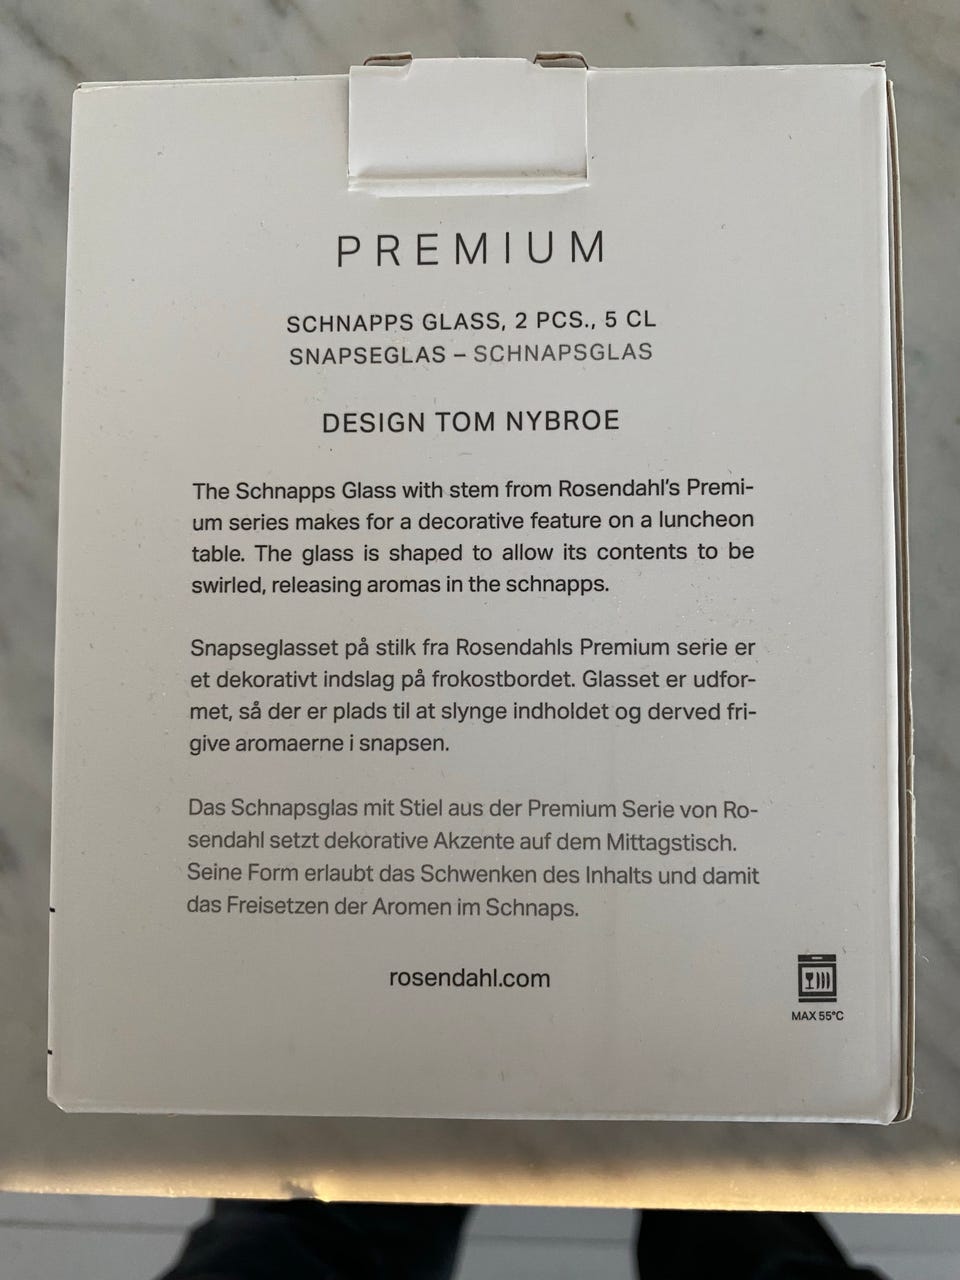 PREMIUM
SCHNAPPS GLASS, 2 PCS., 5 CL
SNAPSEGLAS – SCHNAPSGLAS
DESIGN TOM NYBROE
The Schnapps Glass with stem from Rosendahl's Premi-
um series makes for a decorative feature on a luncheon
table. The glass is shaped to allow its contents to be
swirled, releasing aromas in the schnapps.
Snapseglasset på stilk fra Rosendahls Premium serie er
et dekorativt indslag på frokostbordet. Glasset er udfor-
met, så der er plads til at slynge indholdet og derved fri-
give aromaerne i snapsen.
Das Schnapsglas mit Stiel aus der Premium Serie von Ro-
sendahl setzt dekorative Akzente auf dem Mittagstisch.
Seine Form erlaubt das Schwenken des Inhalts und damit
das Freisetzen der Aromen im Schnaps.
rosendahl.com
MAX 55°C